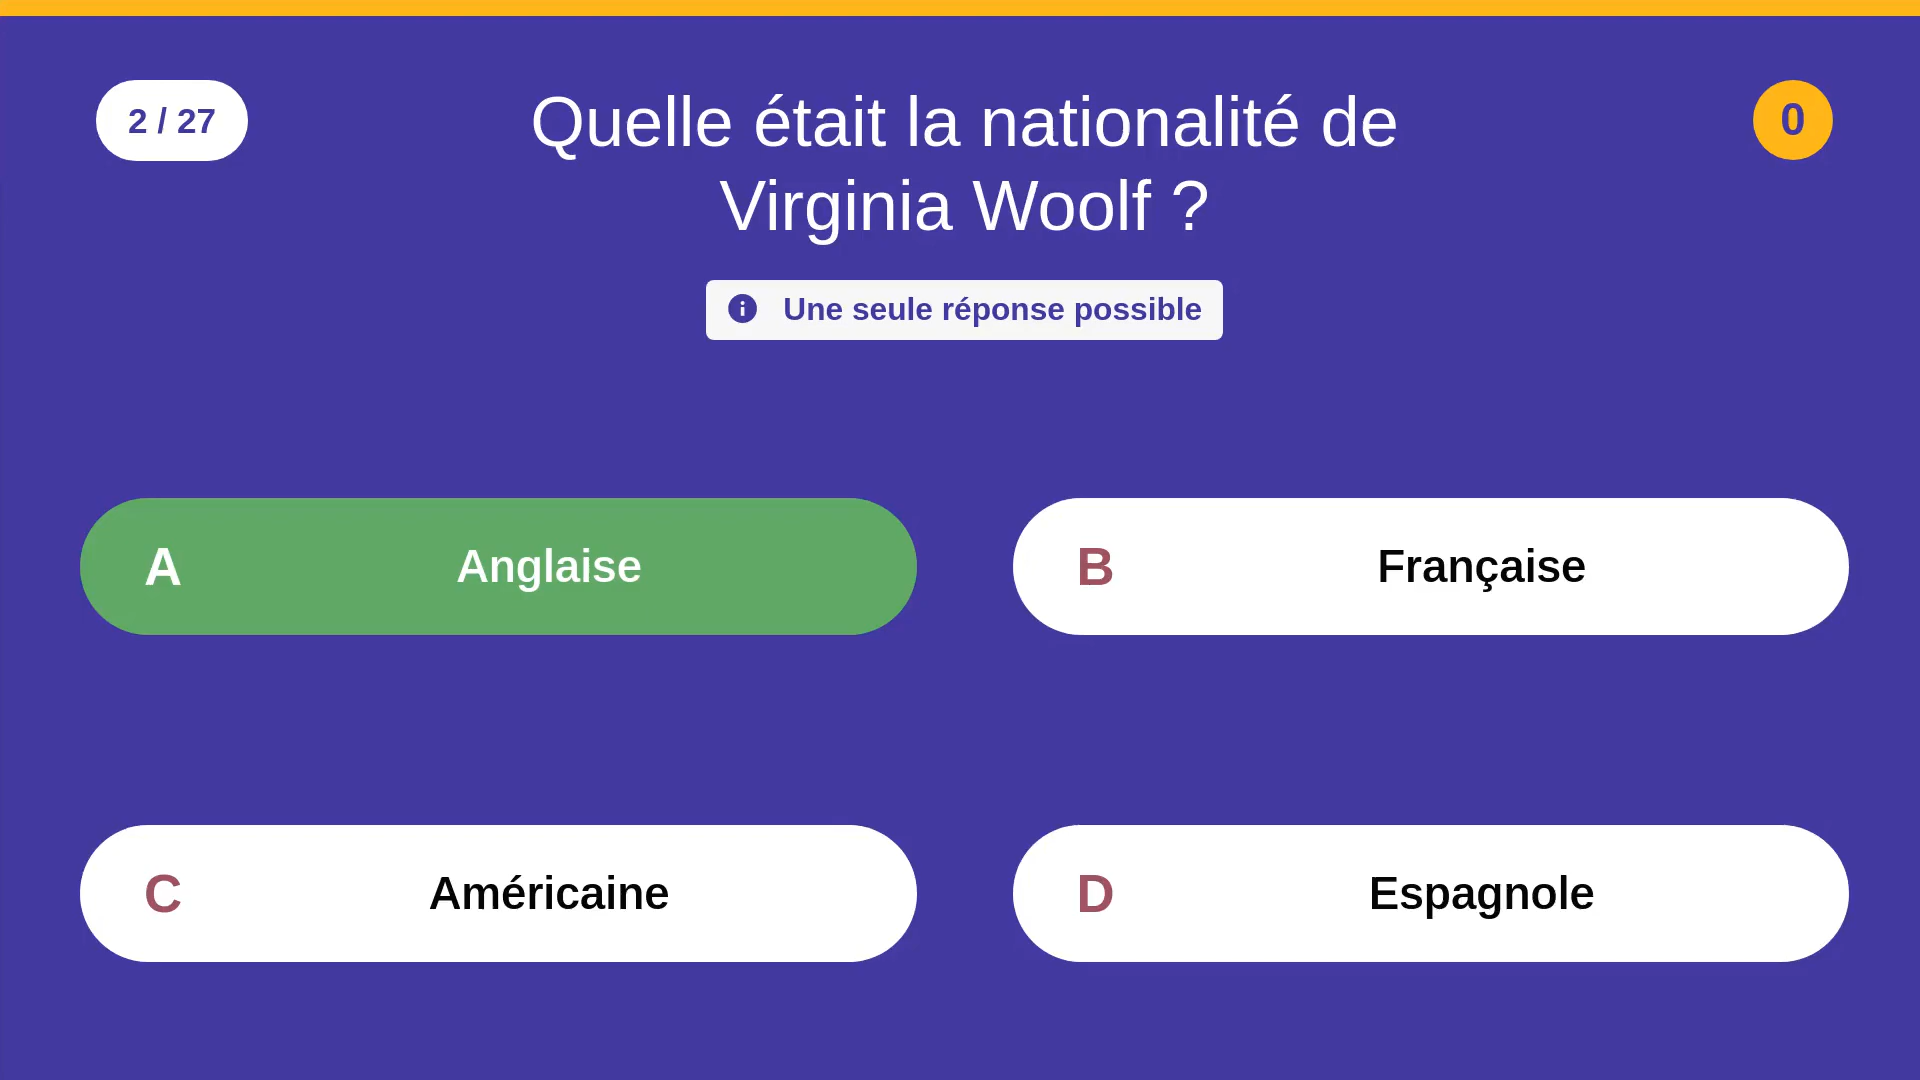 2 / 27
Quelle était la nationalité de
Virginia Woolf ?
0
Une seule réponse possible
A Anglaise
B Française
C Américaine
D Espagnole